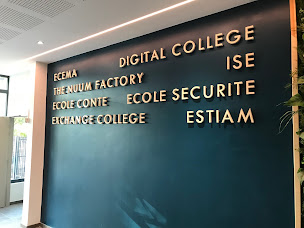 ECEMA DIGITAL COLLEGE
THE NUUM FACTORY ISE
ECOLE CONTE ECOLE SECURITE
EXCHANGE COLLEGE ESTIAM